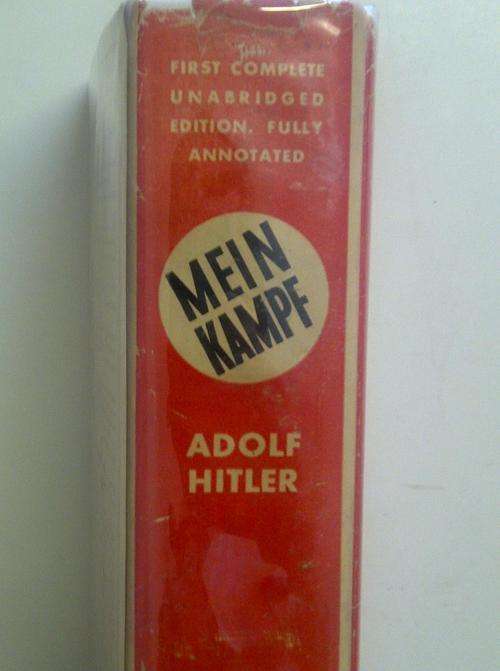 FIRST COMPLETE
UNABRIDGED
EDITION. FULLY
ANNOTATED
MEIN
KAMPF
ADOLF
HITLER